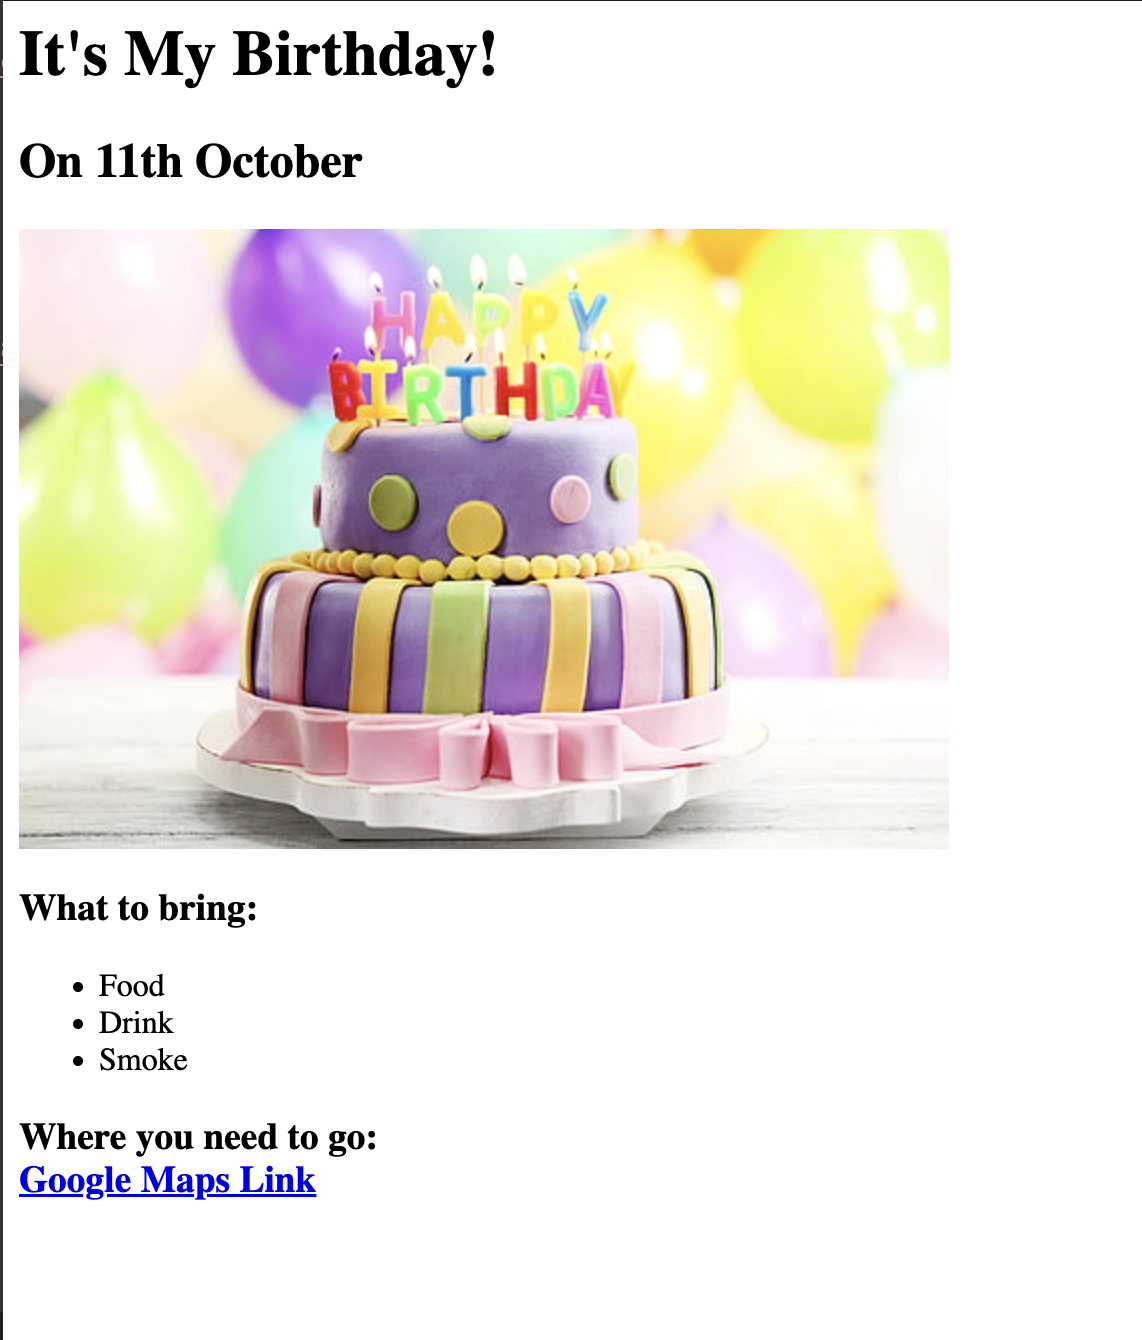 It's My Birthday!
On 11th October
HAPPY
BIRTHDAY
What to bring:
Food
Drink
Smoke
Where you need to go:
Google Maps Link